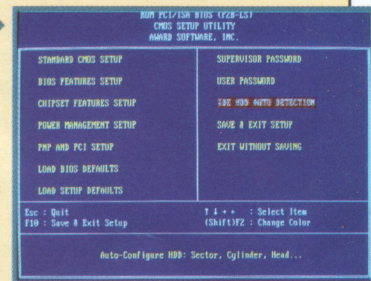 ROM PCI/ISA BIOS (P2B-LS)
CMOS SETUP UTILITY
AWARD SOFTWARE, INC.
STANDARD CMOS SETUP
BIOS FEATURES SETUP
CHIPSET FEATURES SETUP
POWER MANAGEMENT SETUP
PNP AND PCI SETUP
LOAD BIOS DEFAULTS
LOAD SETUP DEFAULTS
SUPERVISOR PASSWORD
USER PASSWORD
IDE HDD AUTO DETECTION
SAVE & EXIT SETUP
EXIT WITHOUT SAVING
Esc : Quit
F10 : Save & Exit Setup
↑ ↓ → ← : Select Item
(Shift)F2 : Change Color
Auto-Configure HDD: Sector, Cylinder, Head...